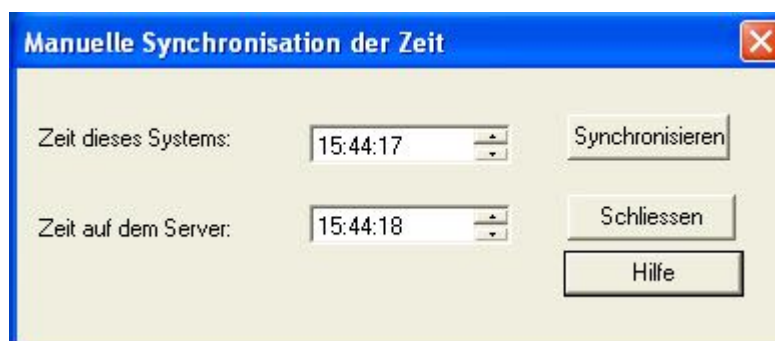 Manuelle Synchronisation der Zeit
Zeit dieses Systems: 15:44:17 Synchronisieren
Zeit auf dem Server: 15:44:18 Schliessen
Hilfe